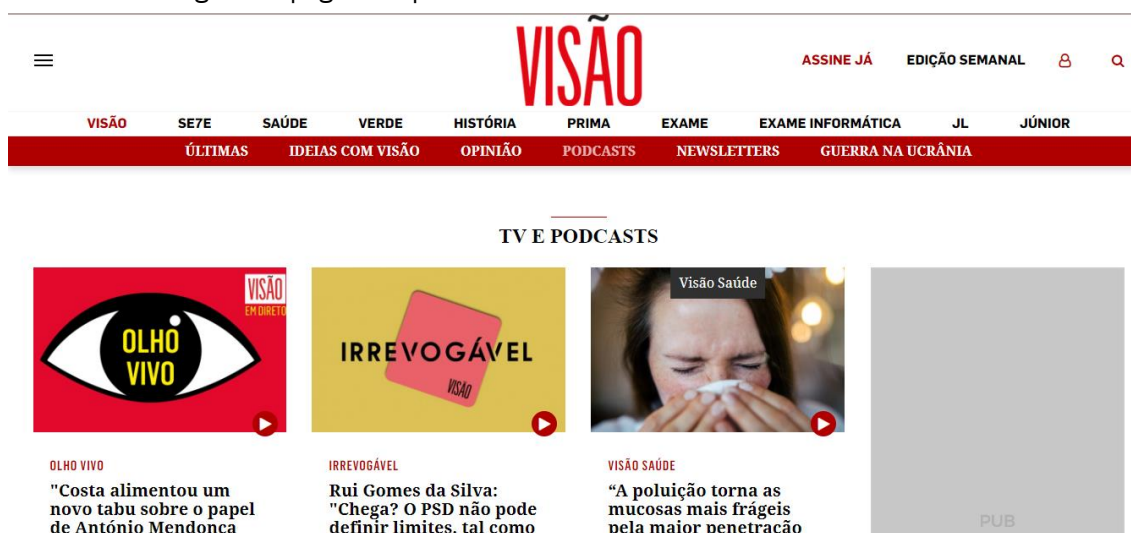 VISÃO
ASSINE JÁ EDIÇÃO SEMANAL
VISÃO SE7E SAÚDE VERDE HISTÓRIA PRIMA EXAME EXAME INFORMÁTICA JL JÚNIOR
ÚLTIMAS IDEIAS COM VISÃO OPINIÃO PODCASTS NEWSLETTERS GUERRA NA UCRÂNIA
TV E PODCASTS
VISÃO
EM DIRETO
OLHO
VIVO
IRREVOGÁVEL
VISÃO
Visão Saúde
OLHO VIVO
"Costa alimentou um
novo tabu sobre o papel
de António Mendonça
IRREVOGÁVEL
Rui Gomes da Silva:
"Chega? O PSD não pode
definir limites, tal como
VISÃO SAÚDE
“A poluição torna as
mucosas mais frágeis
pela maior penetração
PUB